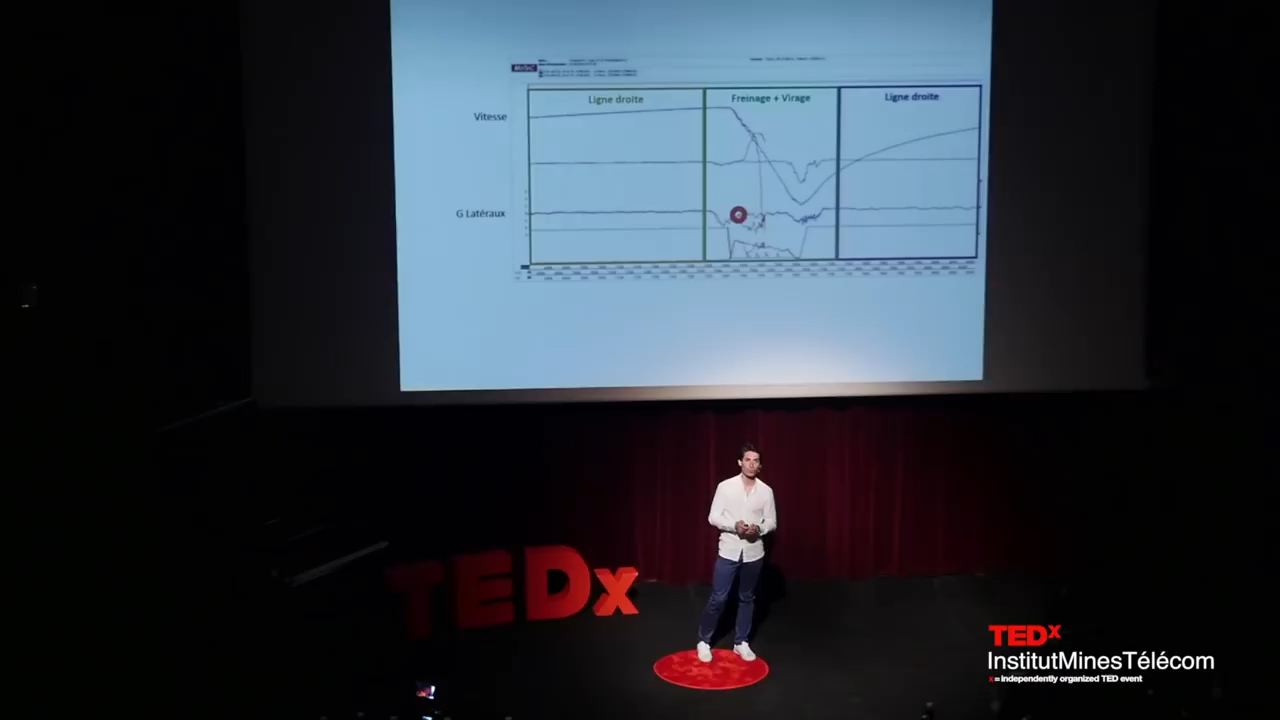 Ligne droite
Freinage + Virage
Ligne droite
Vitesse
G Latéraux
TEDx
TEDx
InstitutMinesTélécom
x = independently organized TED event